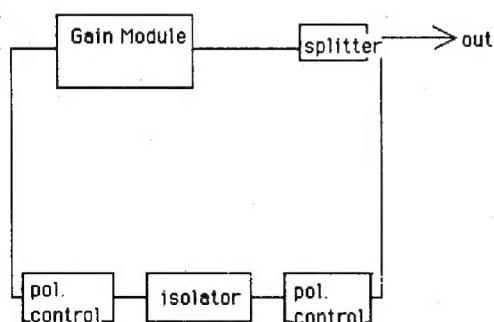 Gain Module
splitter
out
pol.
control
isolator
pol.
control